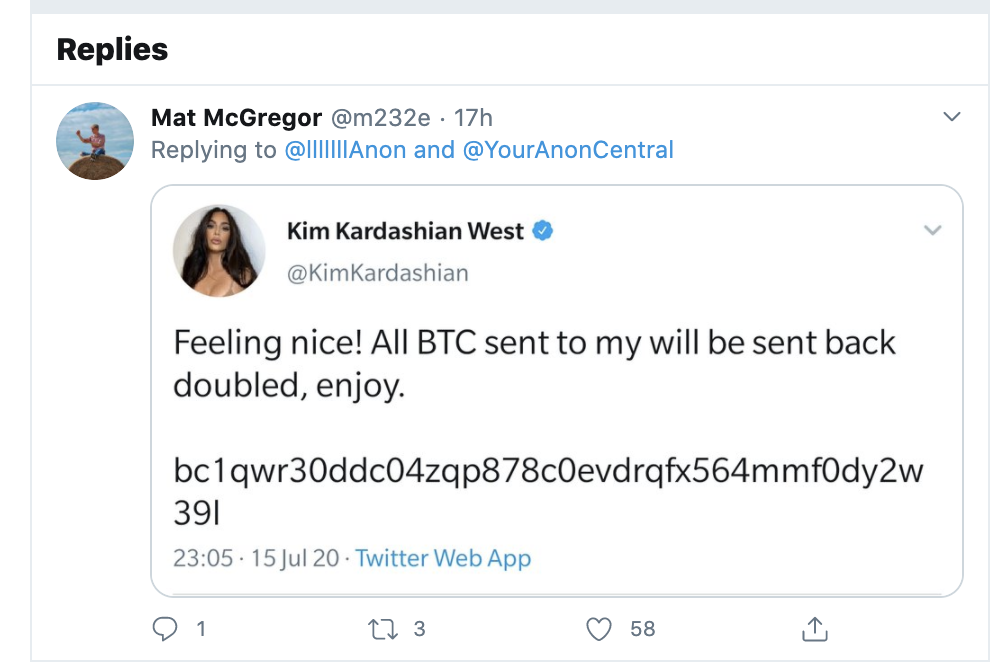 Replies
Mat McGregor @m232e · 17h
Replying to @lllllllAnon and @YourAnonCentral
Kim Kardashian West
@KimKardashian
Feeling nice! All BTC sent to my will be sent back
doubled, enjoy.
bc1qwr30ddc04zqp878c0evdrqfx564mmf0dy2w
39l
23:05 · 15 Jul 20 · Twitter Web App
1 3 58